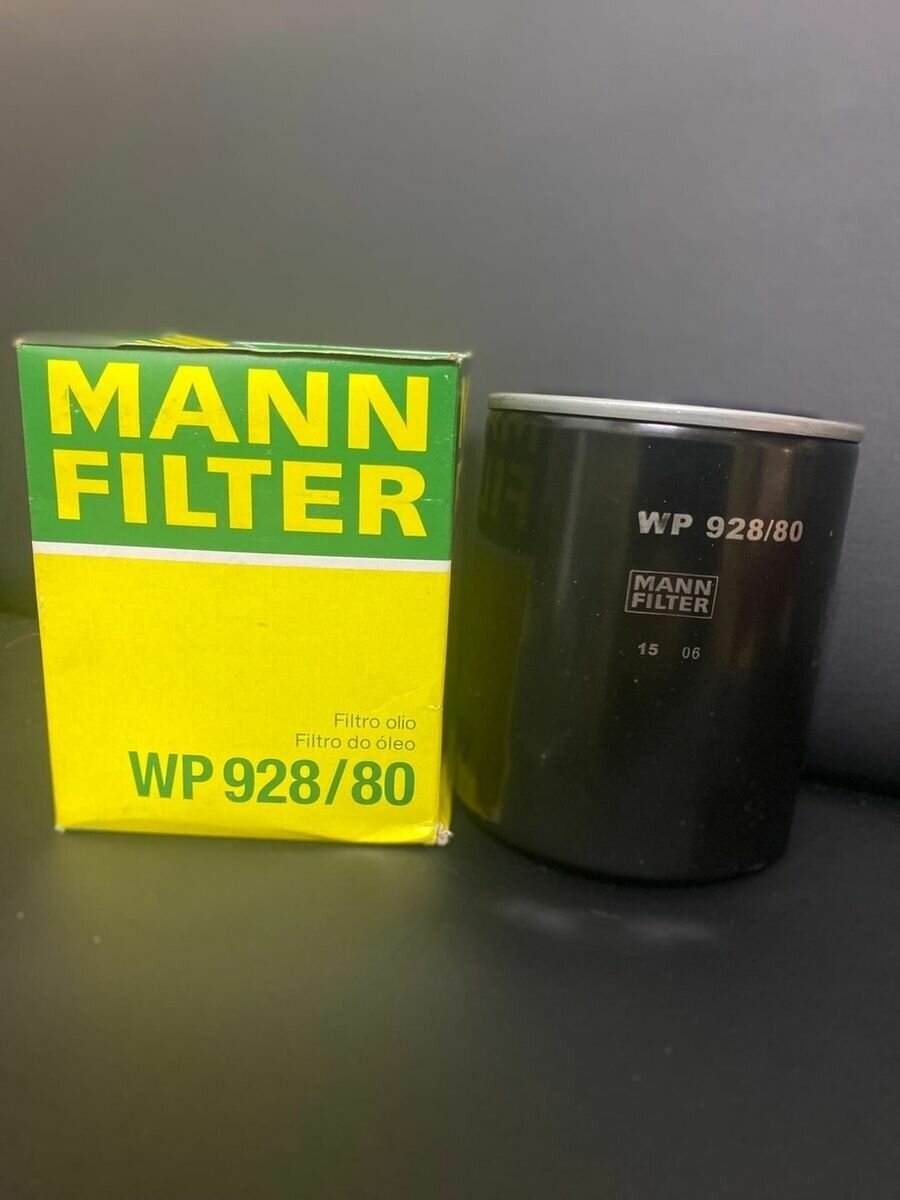 MANN
FILTER
Filtro olio
Filtro do óleo
WP 928/80
WP 928/80
MANN
FILTER
15 06